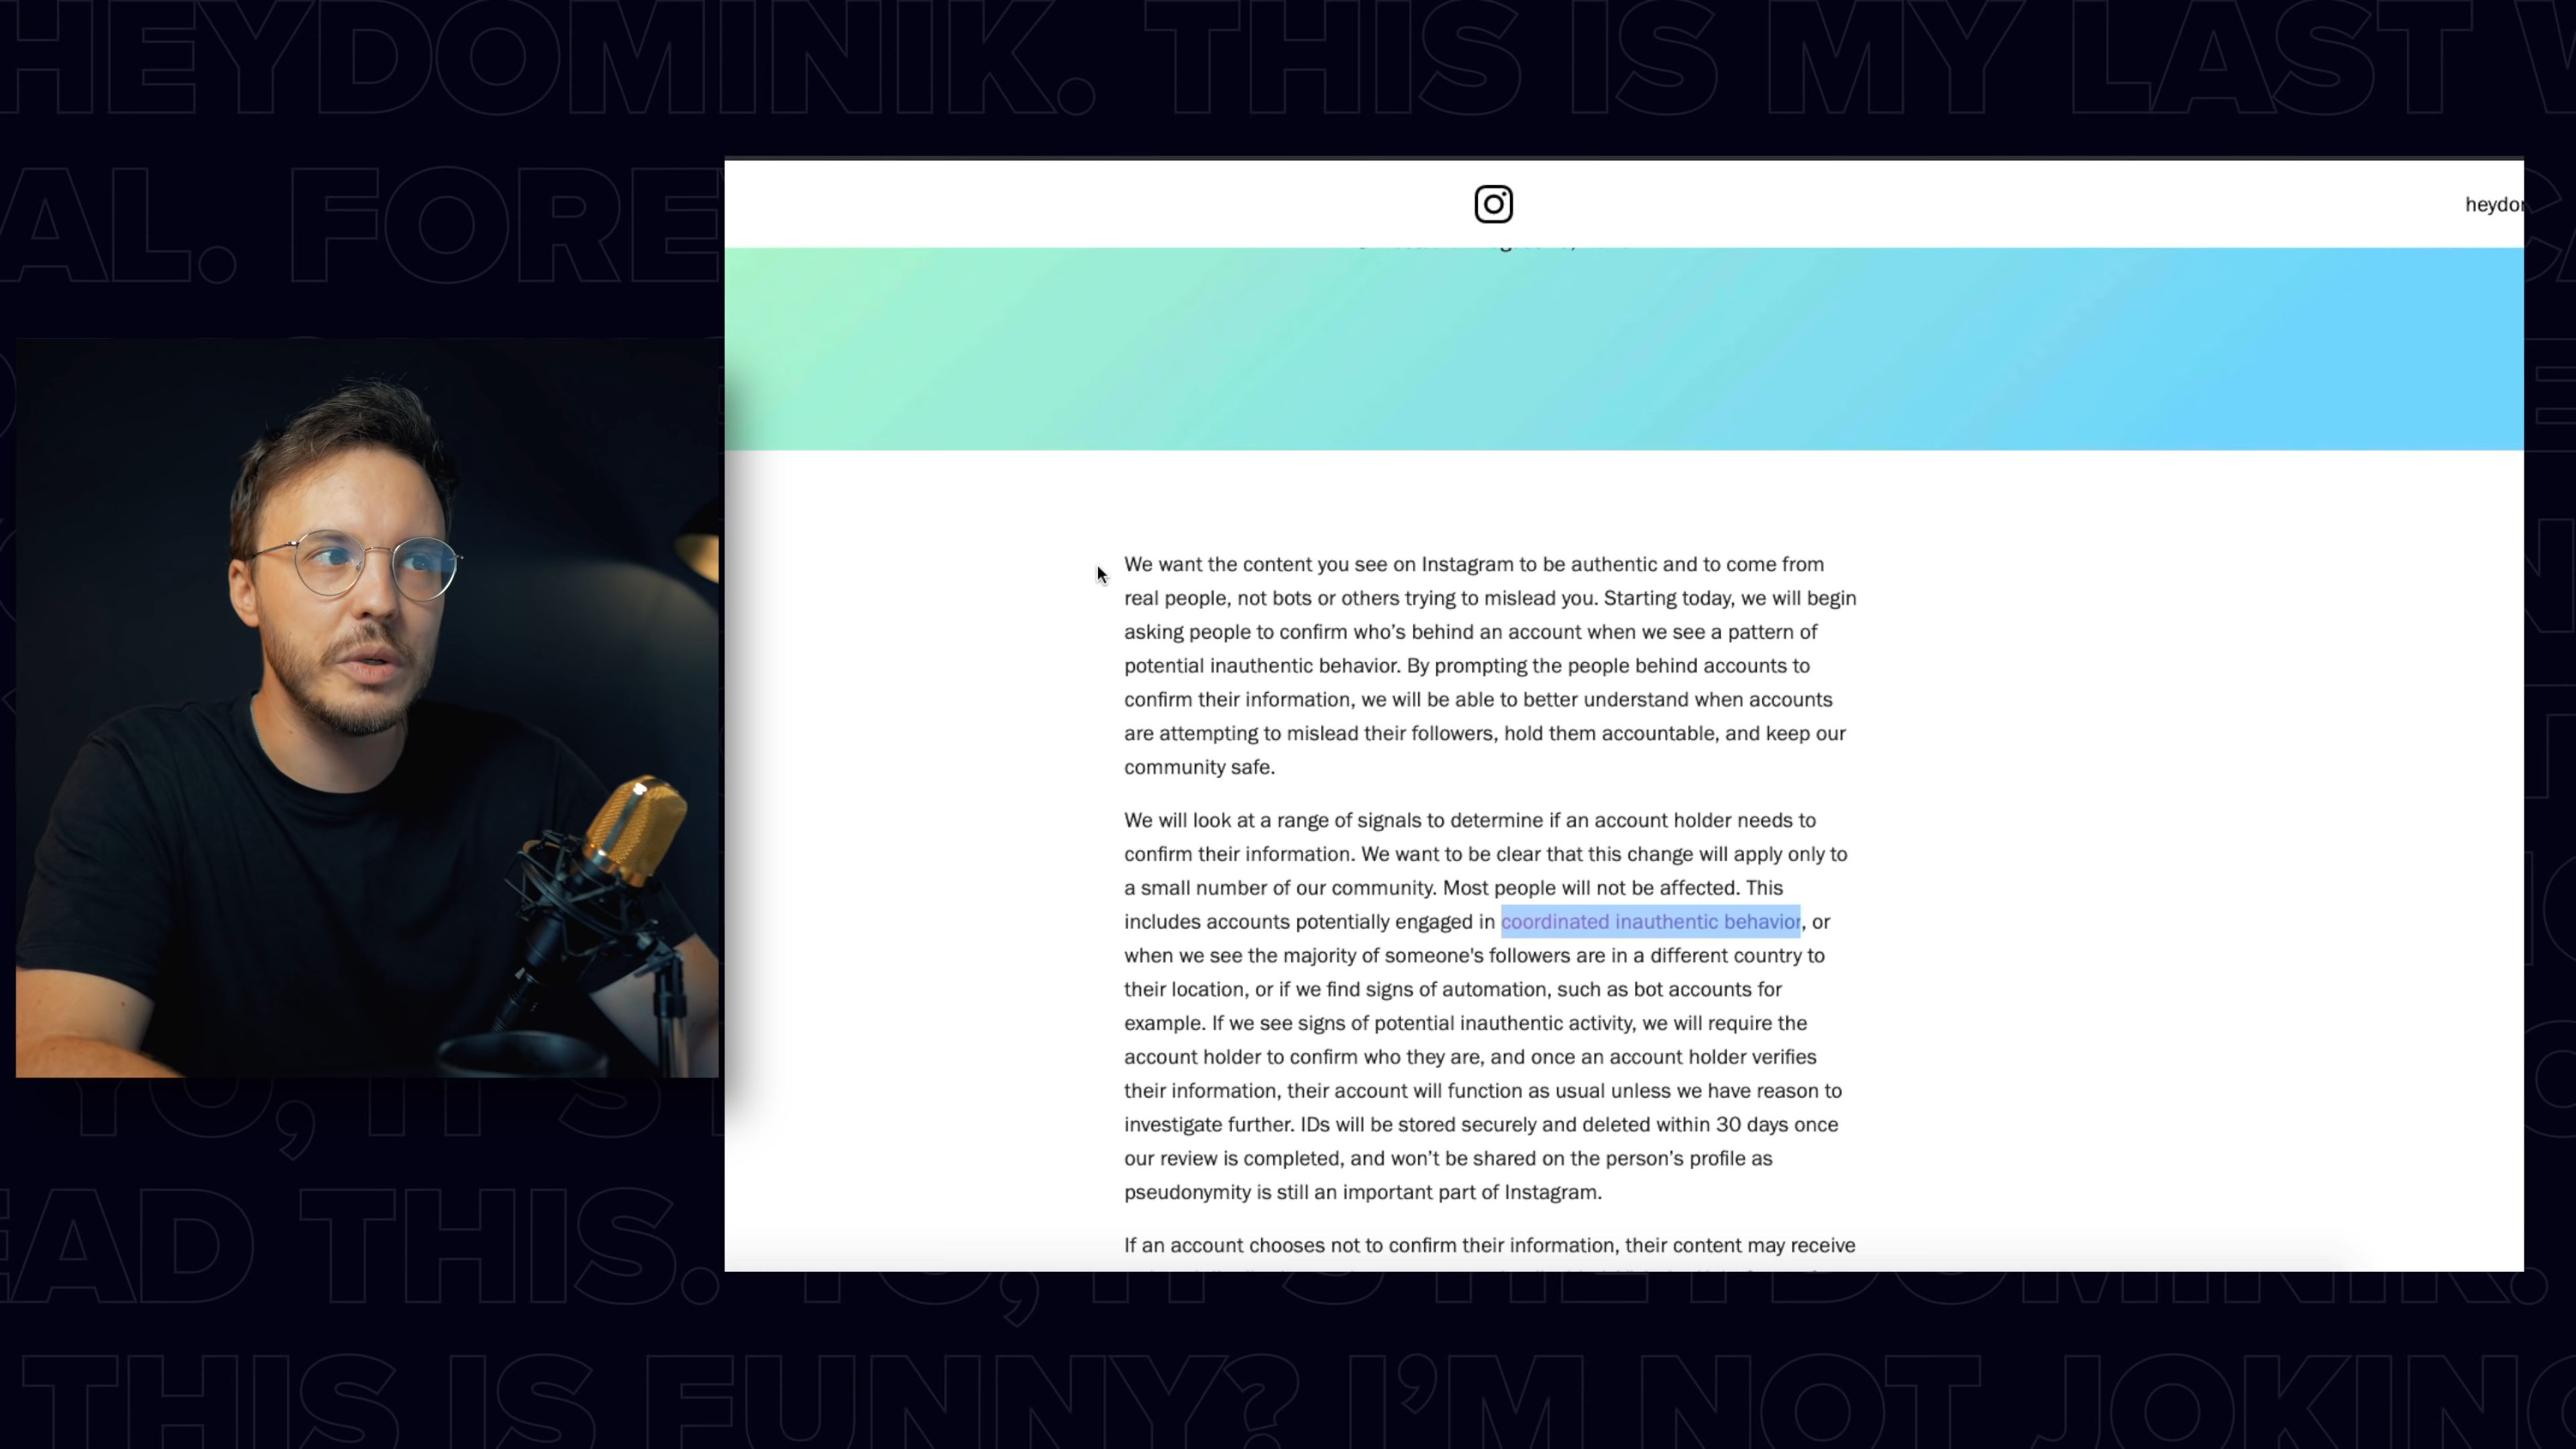 HEYDOMINIK. THIS IS MY LAST
AL. FORE
heydo
We want the content you see on Instagram to be authentic and to come from
real people, not bots or others trying to mislead you. Starting today, we will begin
asking people to confirm who’s behind an account when we see a pattern of
potential inauthentic behavior. By prompting the people behind accounts to
confirm their information, we will be able to better understand when accounts
are attempting to mislead their followers, hold them accountable, and keep our
community safe.
We will look at a range of signals to determine if an account holder needs to
confirm their information. We want to be clear that this change will apply only to
a small number of our community. Most people will not be affected. This
includes accounts potentially engaged in coordinated inauthentic behavior, or
when we see the majority of someone's followers are in a different country to
their location, or if we find signs of automation, such as bot accounts for
example. If we see signs of potential inauthentic activity, we will require the
account holder to confirm who they are, and once an account holder verifies
their information, their account will function as usual unless we have reason to
investigate further. IDs will be stored securely and deleted within 30 days once
our review is completed, and won’t be shared on the person’s profile as
pseudonymity is still an important part of Instagram.
If an account chooses not to confirm their information, their content may receive
YO, IT'S
EAD THIS. YO, IT'S HEYDOMINIK.
THIS IS FUNNY? I’M NOT JOKING